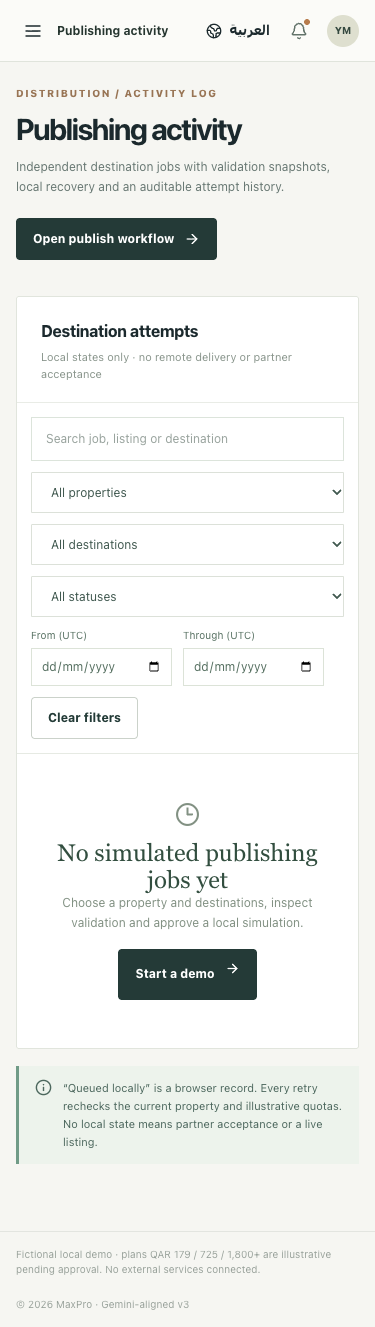 Publishing activity
العربية
YM
DISTRIBUTION / ACTIVITY LOG
Publishing activity
Independent destination jobs with validation snapshots,
local recovery and an auditable attempt history.
Open publish workflow →
Destination attempts
Local states only · no remote delivery or partner
acceptance
Search job, listing or destination
All properties
All destinations
All statuses
From (UTC)
Through (UTC)
dd/mm/yyyy
dd/mm/yyyy
Clear filters
No simulated publishing
jobs yet
Choose a property and destinations, inspect
validation and approve a local simulation.
Start a demo →
“Queued locally” is a browser record. Every retry
rechecks the current property and illustrative quotas.
No local state means partner acceptance or a live
listing.
Fictional local demo · plans QAR 179 / 725 / 1,800+ are illustrative
pending approval. No external services connected.
© 2026 MaxPro · Gemini-aligned v3